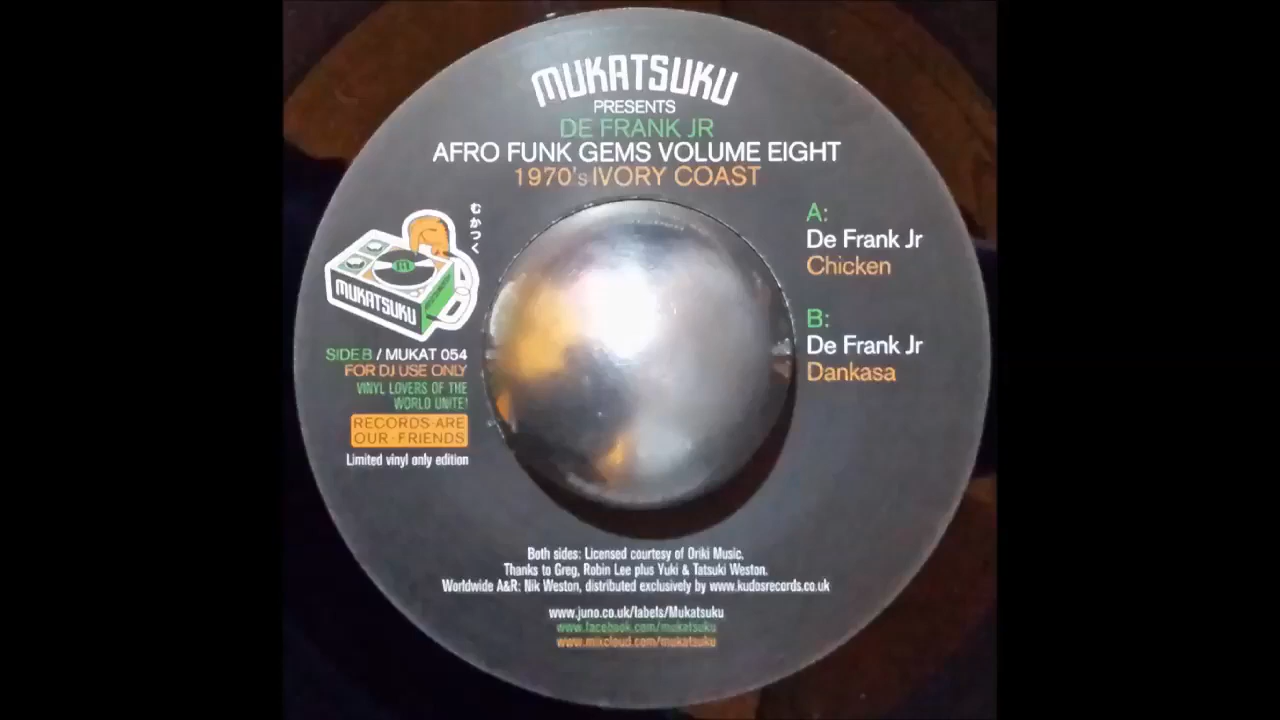 MUKATSUKU
PRESENTS
DE FRANK JR
AFRO FUNK GEMS VOLUME EIGHT
1970's IVORY COAST
むかつく
MUKATSUKU
SIDE B / MUKAT 054
FOR DJ USE ONLY
VINYL LOVERS OF THE
WORLD UNITE!
RECORDS-ARE
OUR-FRIENDS
Limited vinyl only edition
A:
De Frank Jr
Chicken
B:
De Frank Jr
Dankasa
Both sides: Licensed courtesy of Oriki Music.
Thanks to Greg, Robin Lee plus Yuki & Tatsuki Weston.
Worldwide A&R: Nik Weston, distributed exclusively by www.kudosrecords.co.uk
www.juno.co.uk/labels/Mukatsuku
www.facebook.com/mukatsuku
www.mixcloud.com/mukatsuku